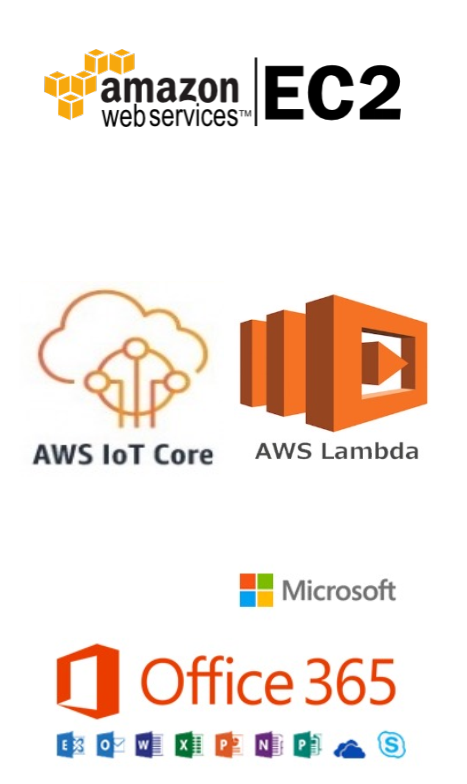 amazon
web services™
EC2
AWS IoT Core
AWS Lambda
Microsoft
Office 365
E X O W X P N P S